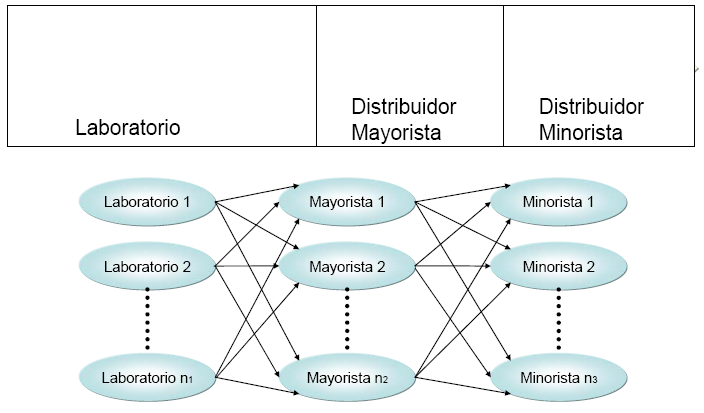 Laboratorio
Distribuidor
Mayorista
Distribuidor
Minorista
Laboratorio 1
Mayorista 1
Minorista 1
Laboratorio 2
Mayorista 2
Minorista 2
Laboratorio n₁
Mayorista n₂
Minorista n₃